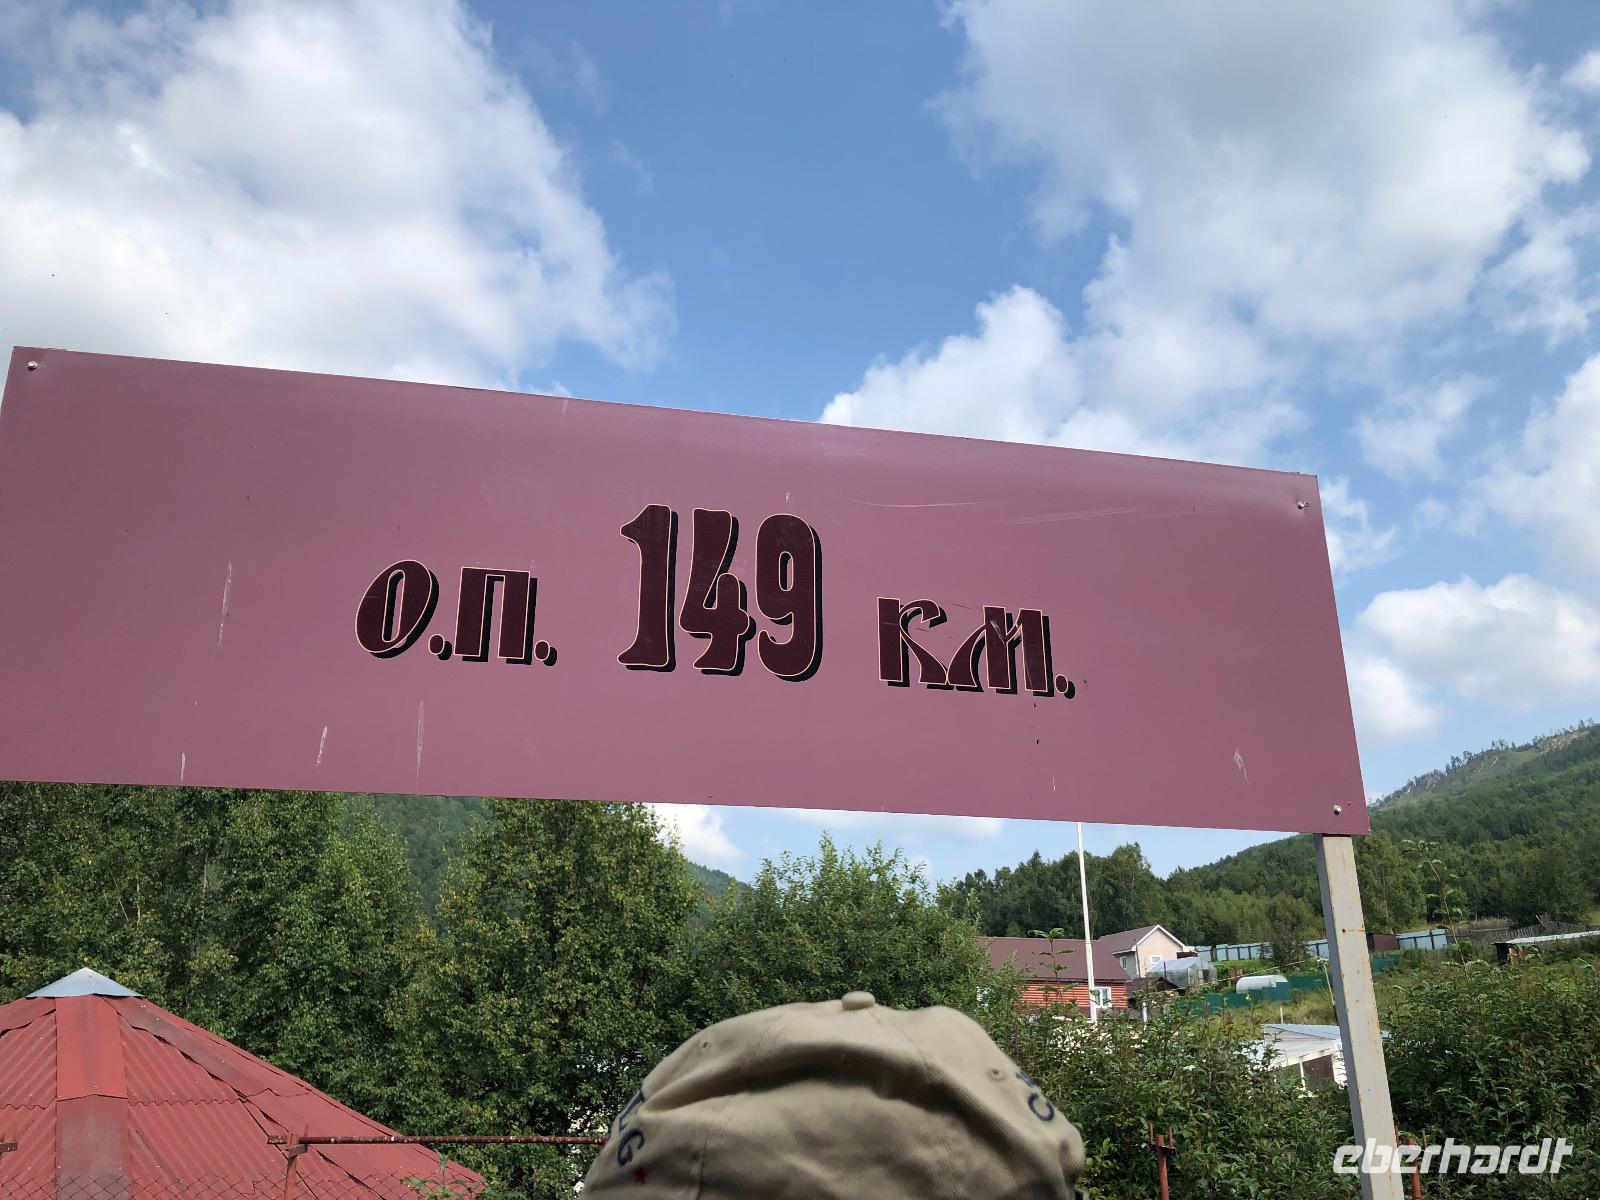 о.п. 149 км.
eberhardt